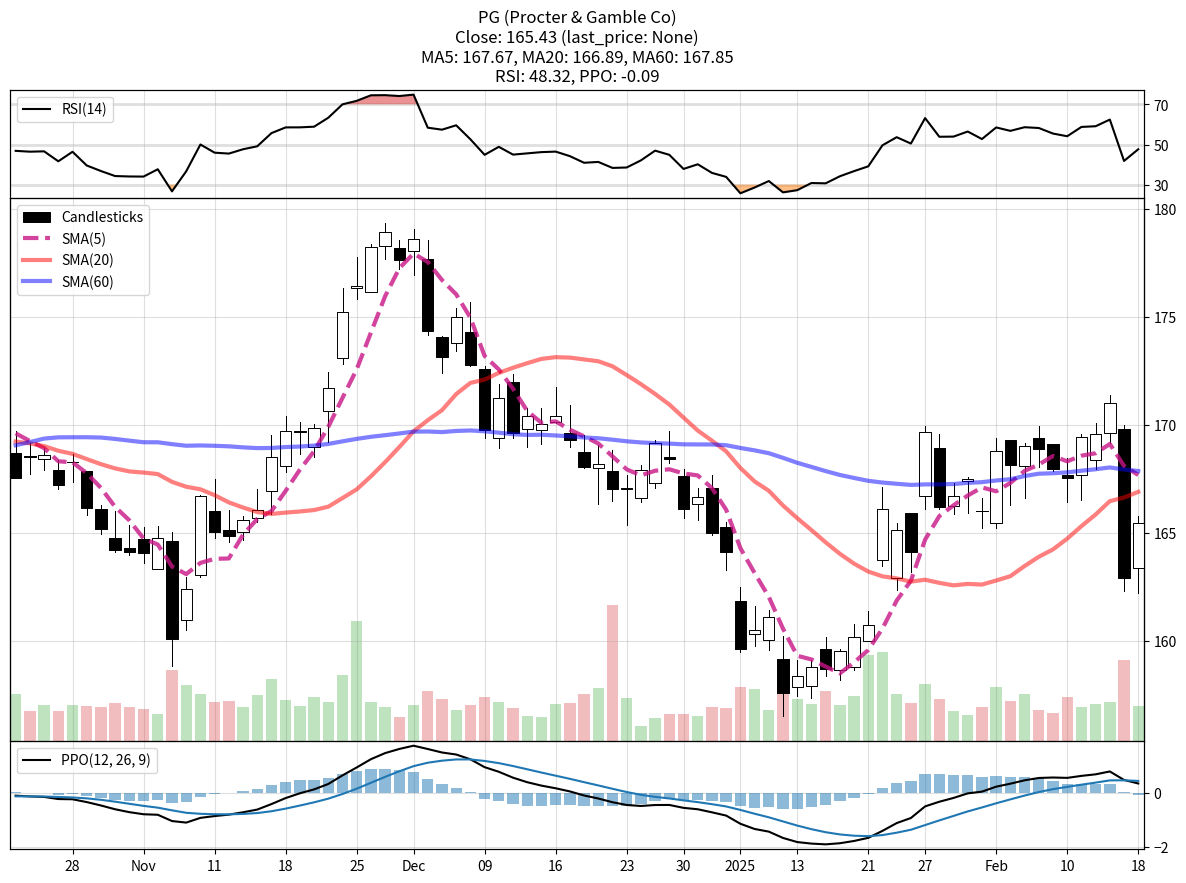 PG (Procter & Gamble Co)
Close: 165.43 (last_price: None)
MA5: 167.67, MA20: 166.89, MA60: 167.85
RSI: 48.32, PPO: -0.09
RSI(14)
70
50
30
Candlesticks
SMA(5)
SMA(20)
SMA(60)
180
175
170
165
160
PPO(12, 26, 9)
0
−2
28 Nov 11 18 25 Dec 09 16 23 30 2025 13 21 27 Feb 10 18